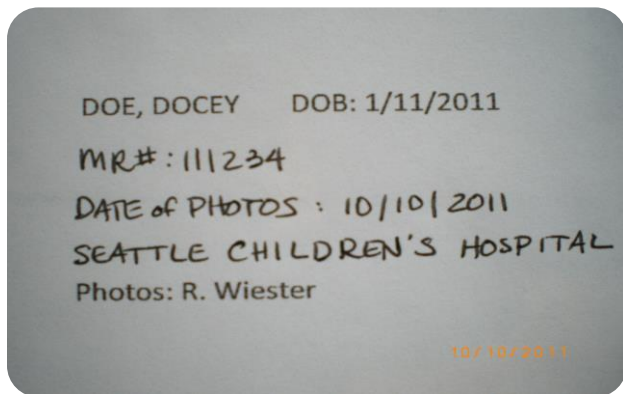 DOE, DOCEY DOB: 1/11/2011
MR#: 111234
DATE of PHOTOS : 10/10/2011
SEATTLE CHILDREN'S HOSPITAL
Photos: R. Wiester
10/10/2011